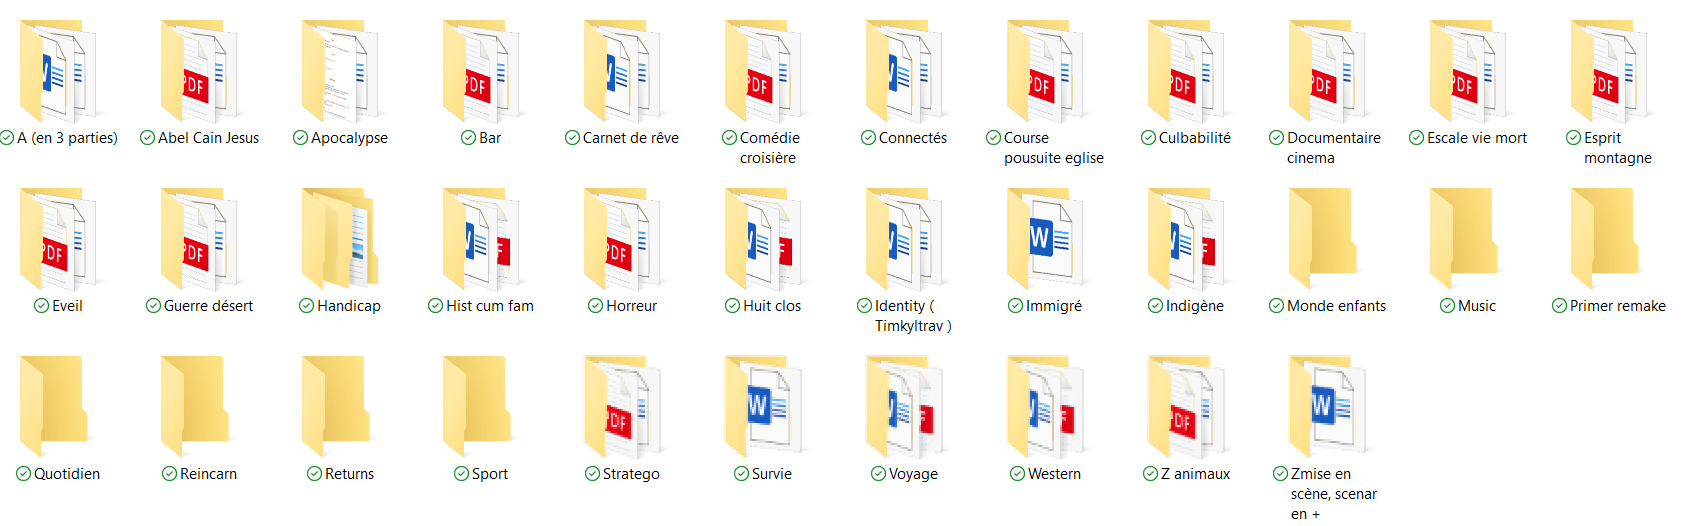 A (en 3 parties)
Abel Cain Jesus
Apocalypse
Bar
Carnet de rêve
Comédie
croisière
Connectés
Course
pousuite eglise
Culbabilité
Documentaire
cinema
Escale vie mort
Esprit
montagne
Eveil
Guerre désert
Handicap
Hist cum fam
Horreur
Huit clos
Identity (
Timkyltrav )
Immigré
Indigène
Monde enfants
Music
Primer remake
Quotidien
Reincarn
Returns
Sport
Stratego
Survie
Voyage
Western
Z animaux
Zmise en
scène, scenar
en +